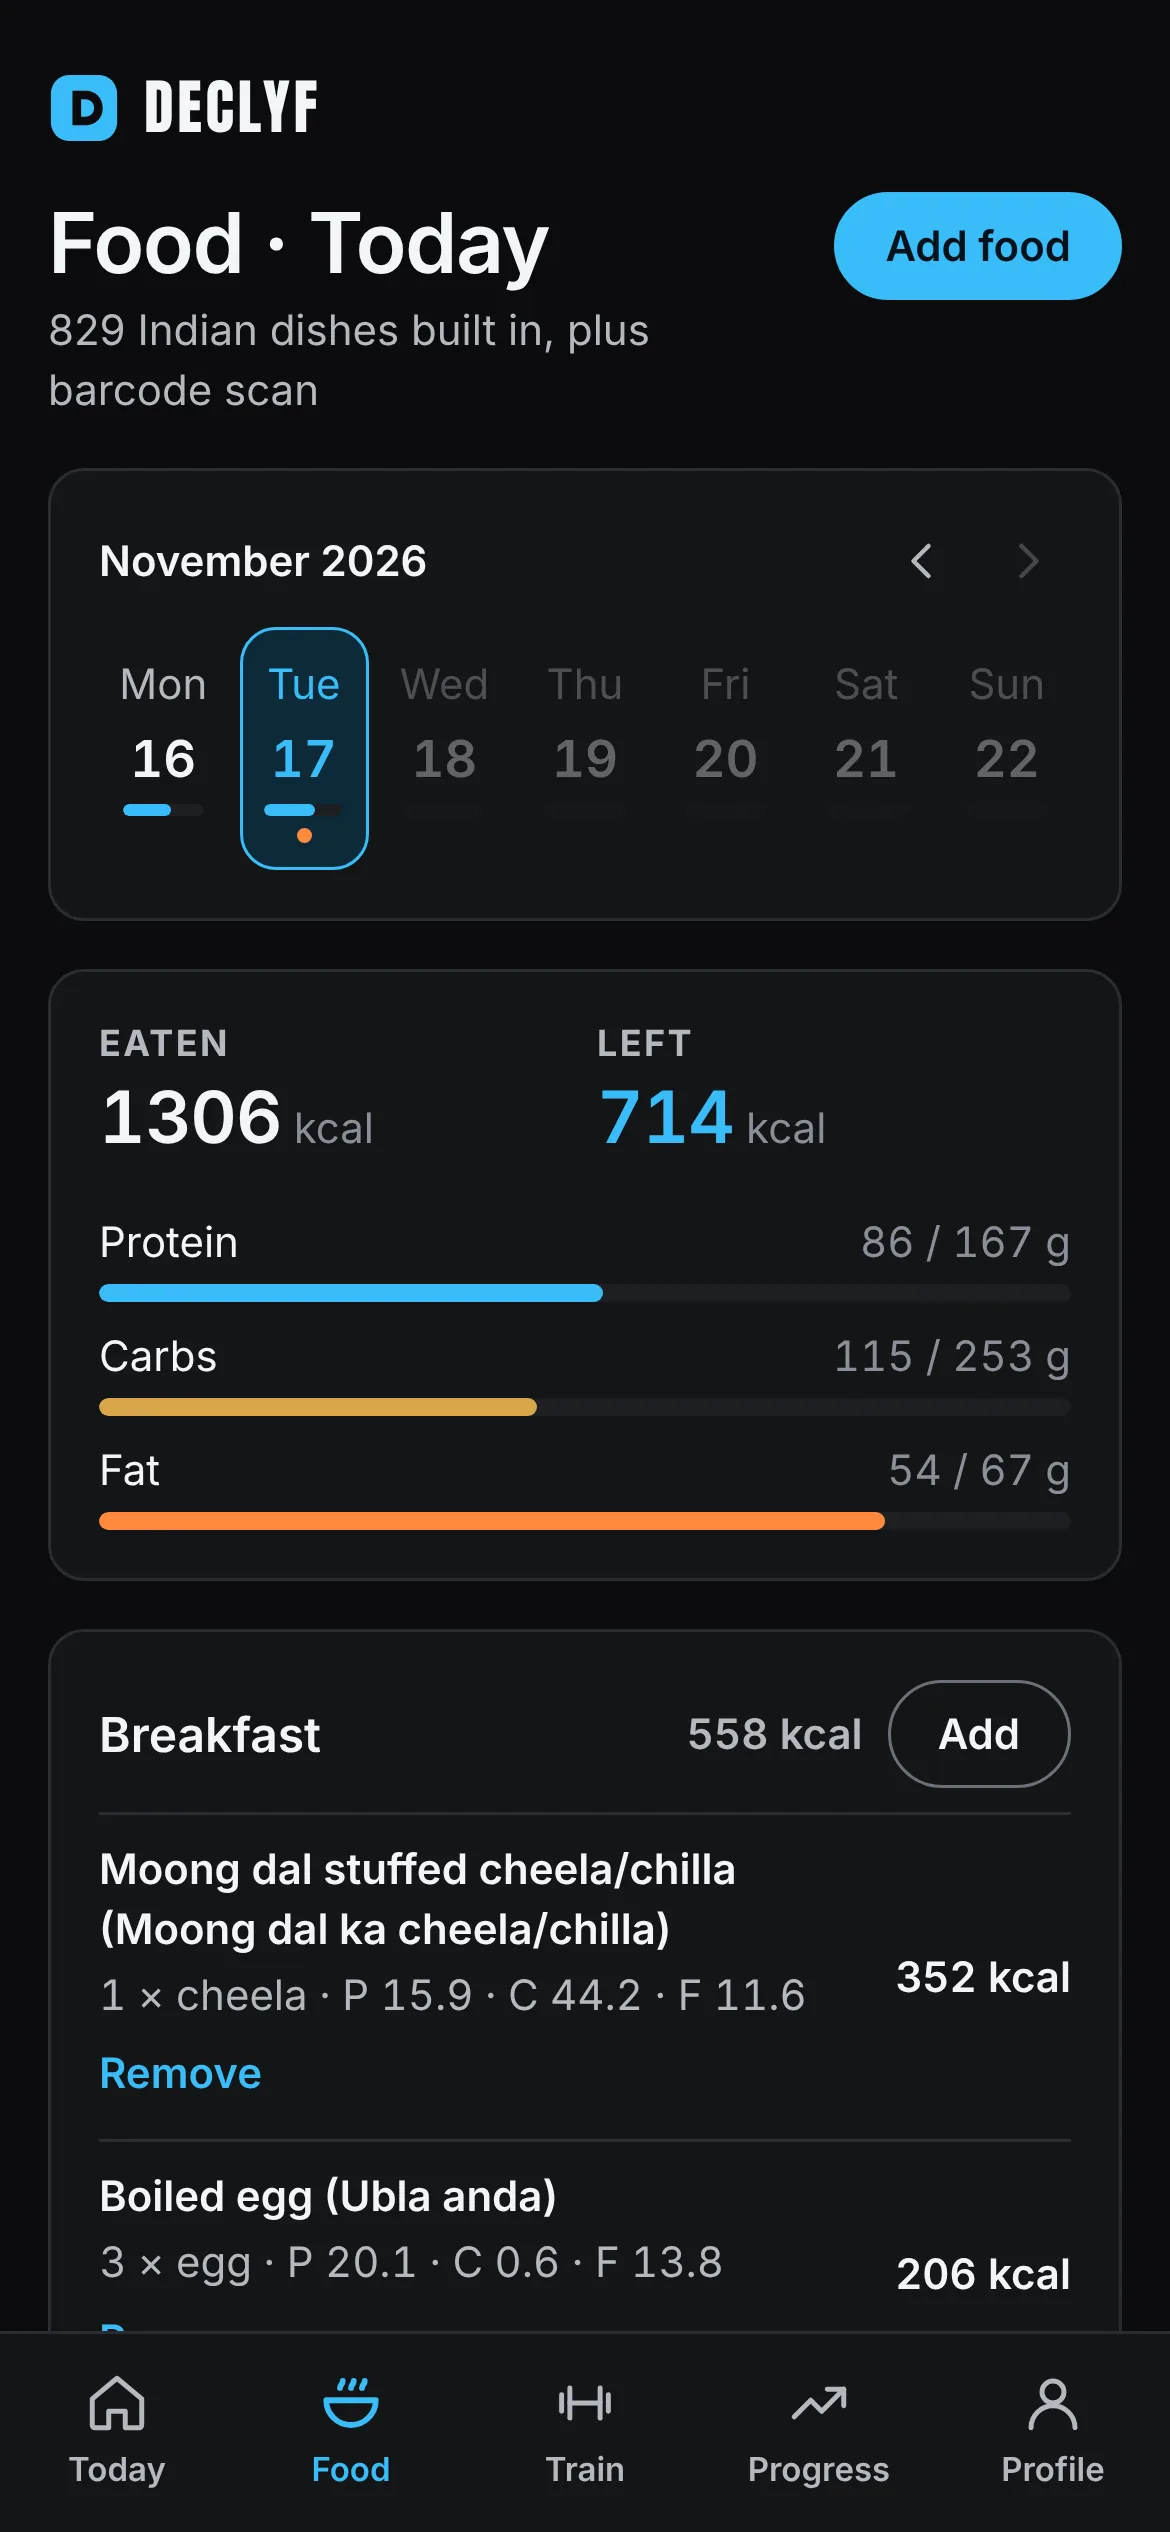 D DECLYF
Food · Today
Add food
829 Indian dishes built in, plus
barcode scan
November 2026
Mon Tue Wed Thu Fri Sat Sun
16 17 18 19 20 21 22
EATEN LEFT
1306 kcal 714 kcal
Protein 86 / 167 g
Carbs 115 / 253 g
Fat 54 / 67 g
Breakfast 558 kcal Add
Moong dal stuffed cheela/chilla
(Moong dal ka cheela/chilla)
1 × cheela · P 15.9 · C 44.2 · F 11.6
352 kcal
Remove
Boiled egg (Ubla anda)
3 × egg · P 20.1 · C 0.6 · F 13.8
206 kcal
Today Food Train Progress Profile